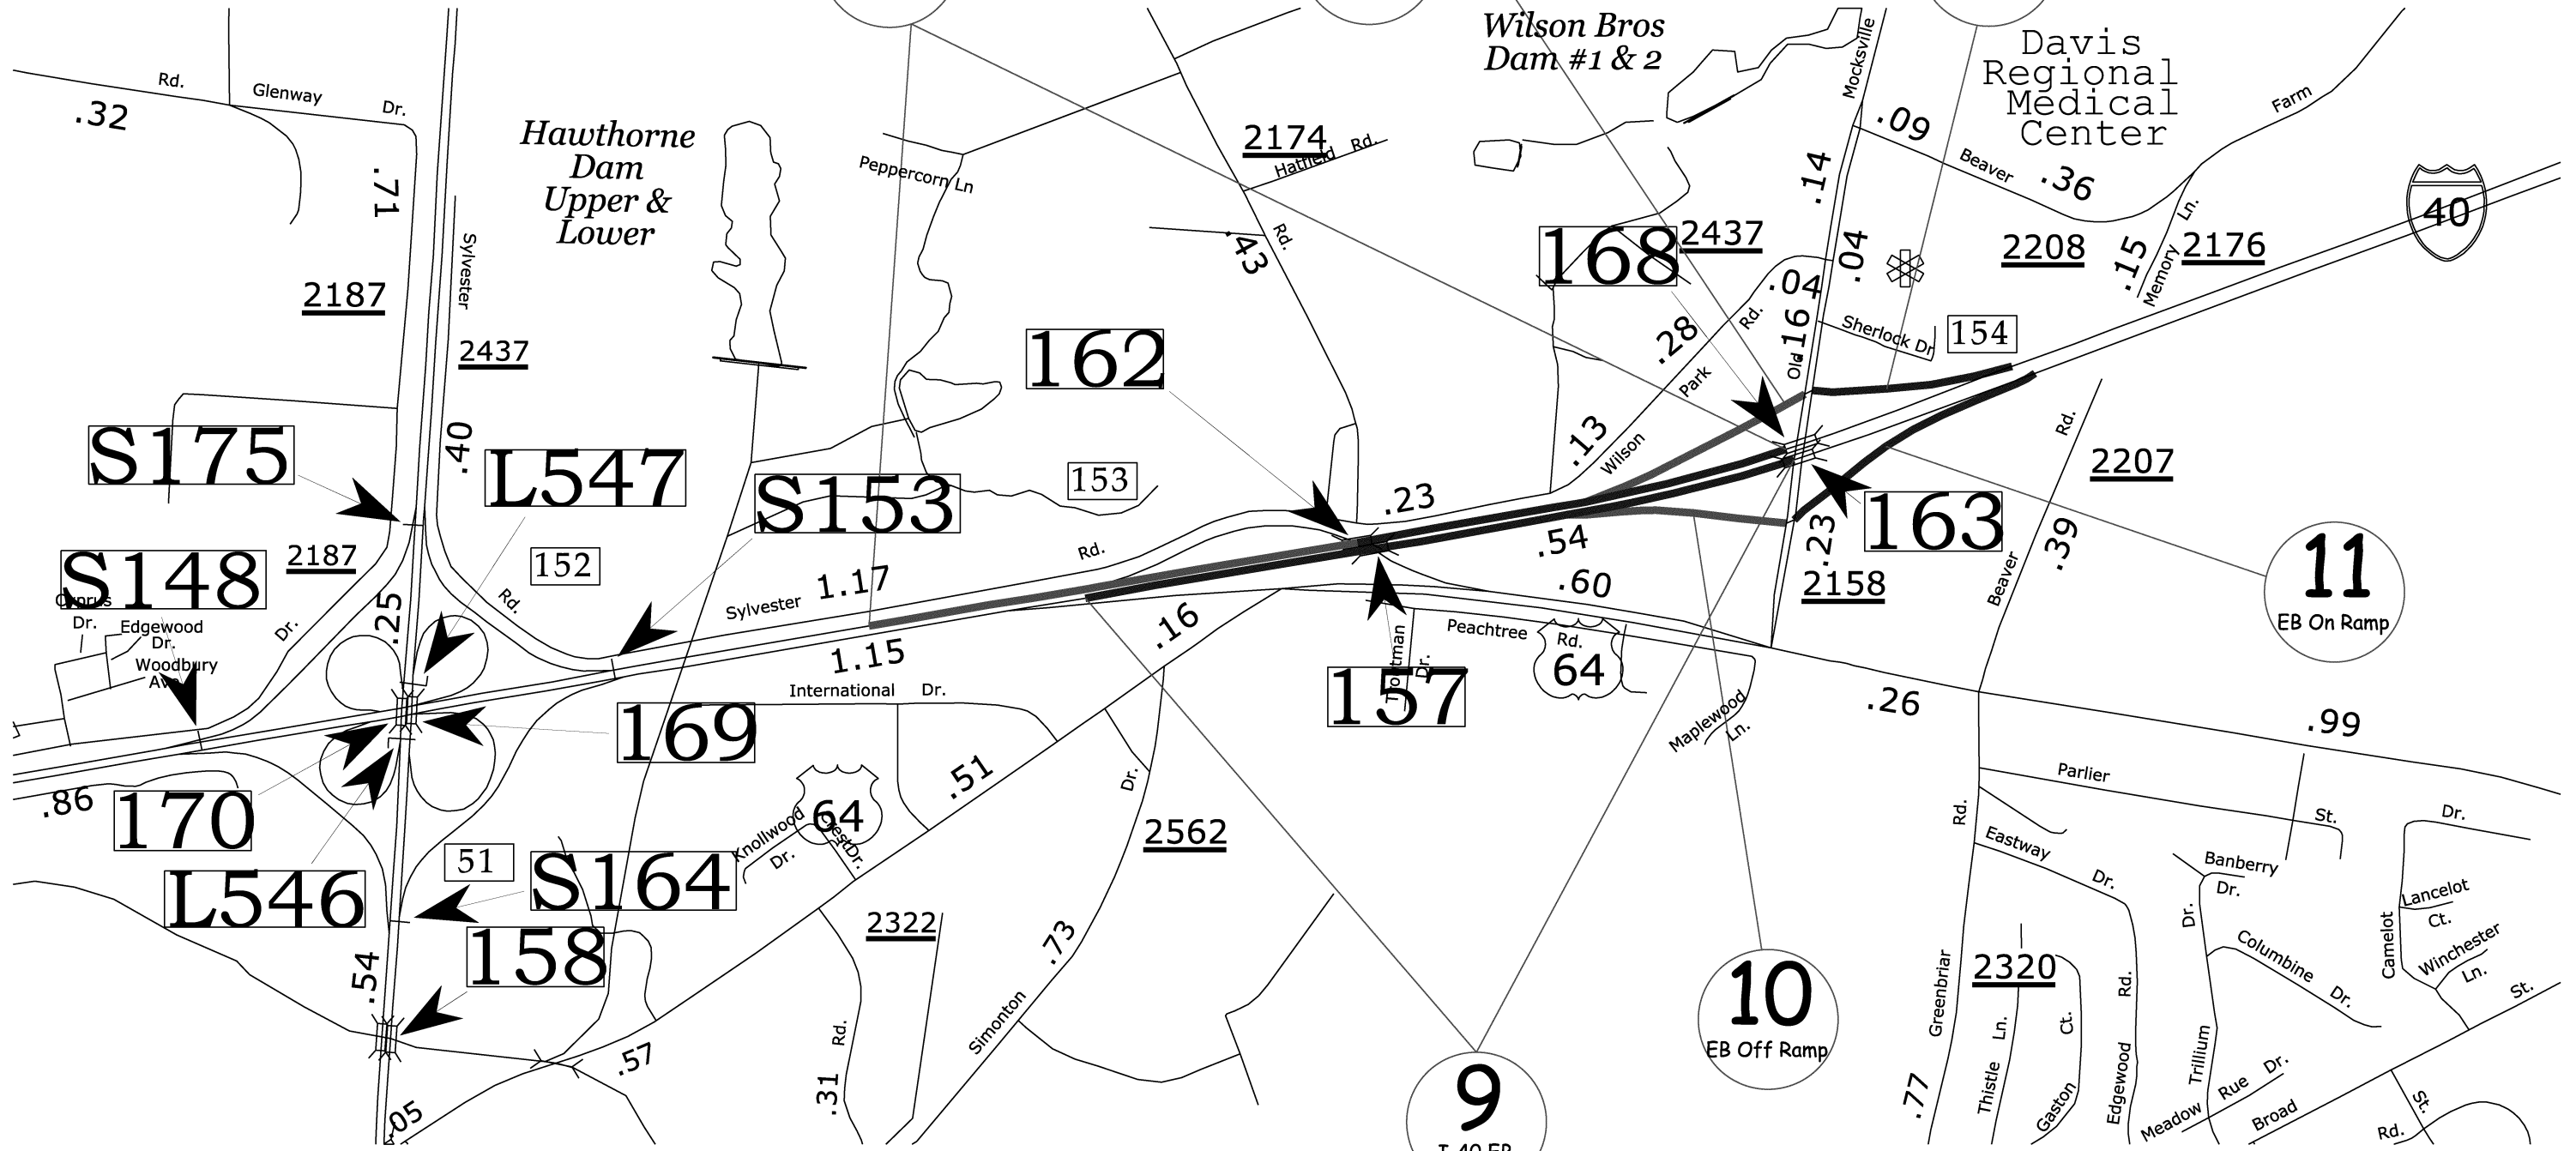 Wilson Bros
Dam #1 & 2
Mocksville
Davis
Regional
Medical
Center
Rd.
.32
Glenway Dr.
.71
Hawthorne
Dam
Upper &
Lower
Sylvester
Peppercorn Ln
2174
Hatfield Rd.
Rd.
.43
.09
Beaver
.36
Farm
.14
.04
168
2437
2208
.15
Memory Ln.
2176
40
2187
2437
162
.28
Park
Rd.
.04
.16
Old
Sherlock Dr
154
S175
.40
L547
S153
153
.13
Wilson
.23
.54
163
Rd.
2207
.39
Beaver
11
EB On Ramp
S148
2187
152
Cyprus
Dr.
Edgewood
Dr.
Woodbury
Ave
Dr.
.25
Rd.
Sylvester
1.17
Rd.
1.15
.16
.60
.23
2158
Peachtree Rd.
64
Troutman
Dr.
157
Maplewood
Ln.
.26
.99
International Dr.
169
.86
170
L546
51
S164
158
.54
64
Knollwood
Dr.
Crest
Dr.
.51
Dr.
2562
Parlier
St.
Rd.
Eastway
Dr.
Banberry
Dr.
Dr.
Dr.
Lancelot
Ct.
Camelot
Winchester
Ln.
St.
Columbine
Dr.
2322
.73
Simonton
Rd.
.31
.57
.05
10
EB Off Ramp
9
I-40 EB
Greenbriar
.77
2320
Thistle
Ln.
Gaston
Ct.
Edgewood
Rd.
Trillium
Meadow Rue Dr.
Broad
St.
Rd.